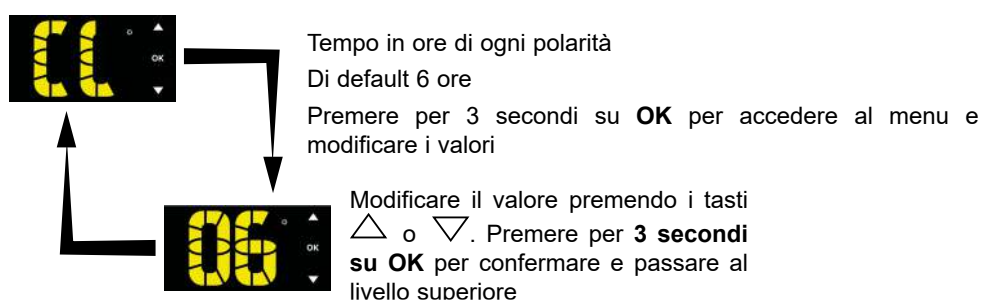 CL
OK
Tempo in ore di ogni polarità
Di default 6 ore
Premere per 3 secondi su OK per accedere al menu e
modificare i valori
06
OK
Modificare il valore premendo i tasti
△ o ▽. Premere per 3 secondi
su OK per confermare e passare al
livello superiore